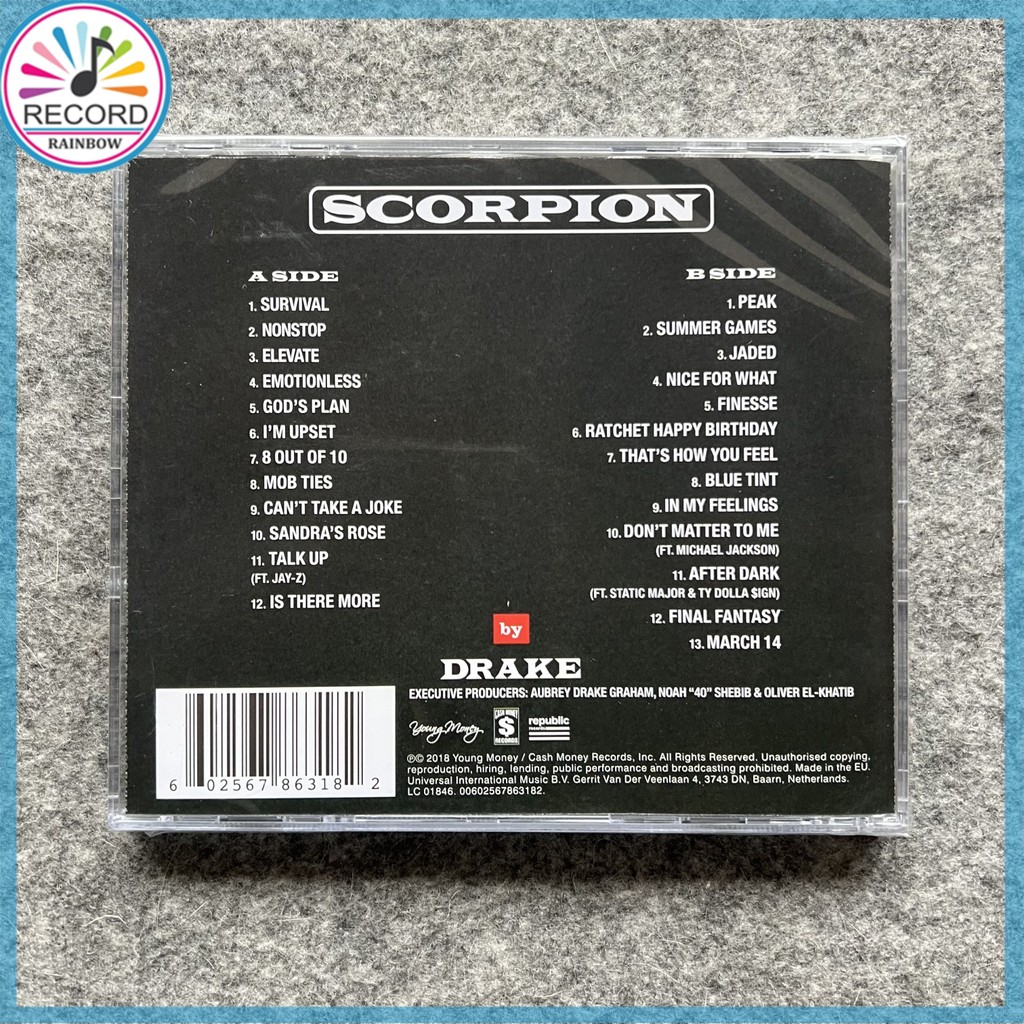 RECORD
RAINBOW
SCORPION
A SIDE
1. SURVIVAL
2. NONSTOP
3. ELEVATE
4. EMOTIONLESS
5. GOD'S PLAN
6. I'M UPSET
7. 8 OUT OF 10
8. MOB TIES
9. CAN'T TAKE A JOKE
10. SANDRA'S ROSE
11. TALK UP
(FT. JAY-Z)
12. IS THERE MORE
B SIDE
1. PEAK
2. SUMMER GAMES
3. JADED
4. NICE FOR WHAT
5. FINESSE
6. RATCHET HAPPY BIRTHDAY
7. THAT'S HOW YOU FEEL
8. BLUE TINT
9. IN MY FEELINGS
10. DON'T MATTER TO ME
(FT. MICHAEL JACKSON)
11. AFTER DARK
(FT. STATIC MAJOR & TY DOLLA $IGN)
12. FINAL FANTASY
13. MARCH 14
by
DRAKE
EXECUTIVE PRODUCERS: AUBREY DRAKE GRAHAM, NOAH "40" SHEBIB & OLIVER EL-KHATIB
Young Money
CASH MONEY
$
RECORDS
republic
records
℗© 2018 Young Money / Cash Money Records, Inc. All Rights Reserved. Unauthorised copying,
reproduction, hiring, lending, public performance and broadcasting prohibited. Made in the EU.
Universal International Music B.V. Gerrit Van Der Veenlaan 4, 3743 DN, Baarn, Netherlands.
LC 01846. 00602567863182.
6 02567 86318 2